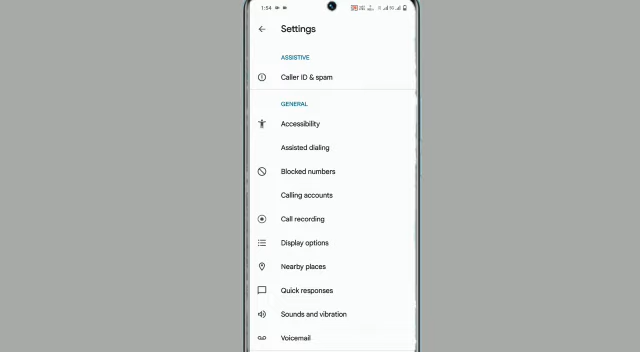 1:54
Settings
ASSISTIVE
Caller ID & spam
GENERAL
Accessibility
Assisted dialing
Blocked numbers
Calling accounts
Call recording
Display options
Nearby places
Quick responses
Sounds and vibration
Voicemail